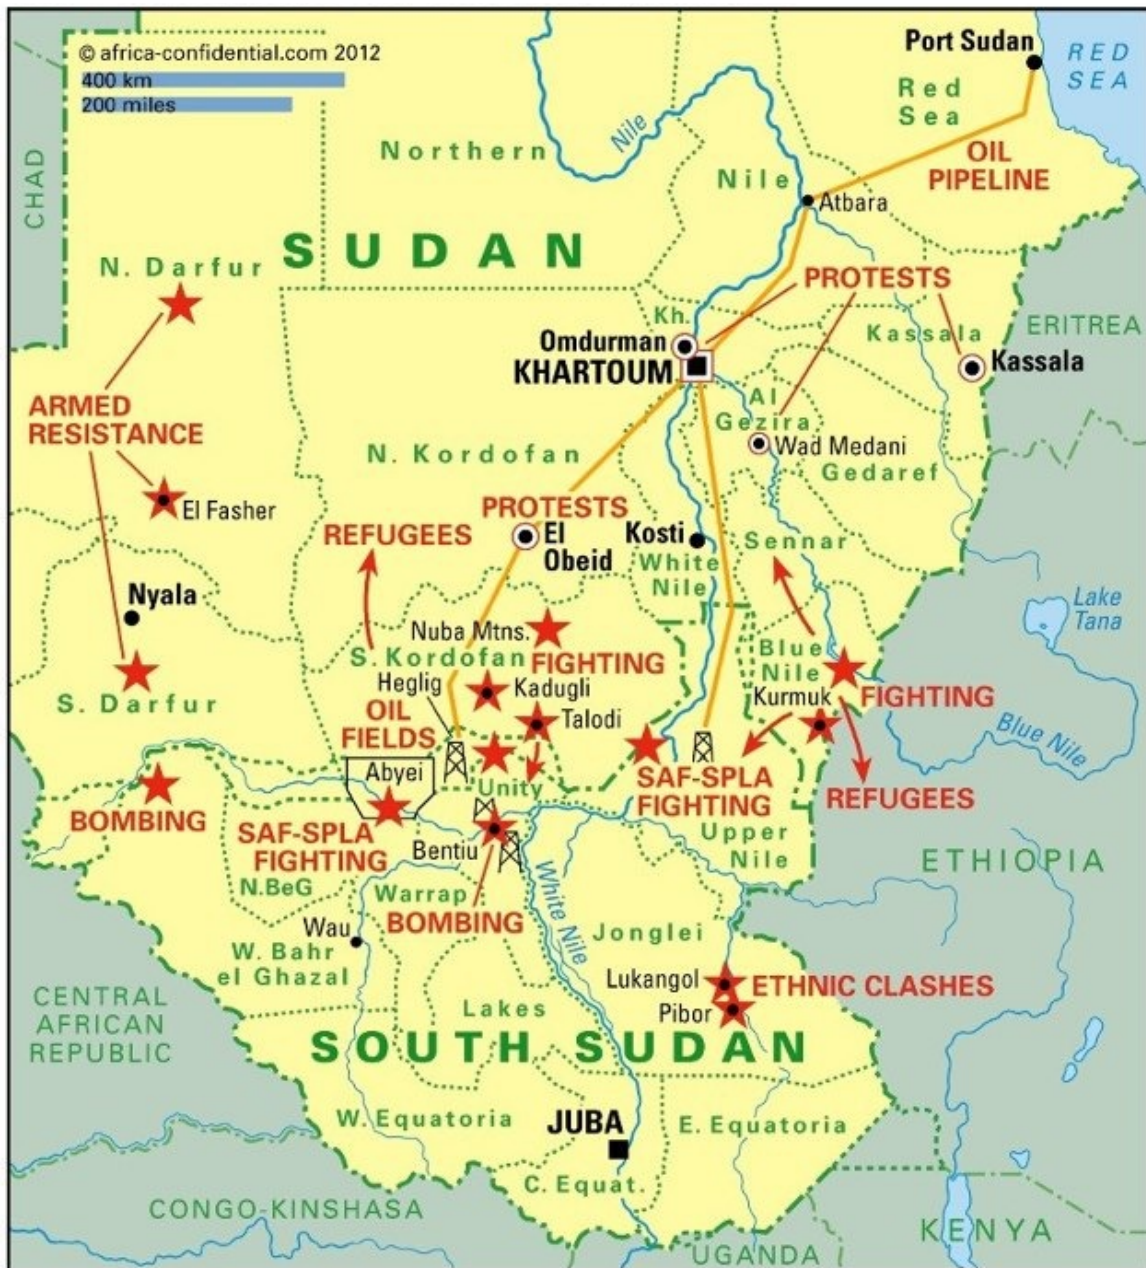 © africa-confidential.com 2012
400 km
200 miles
Port Sudan
RED
SEA
Red
Sea
Nile
Northern
Nile
OIL
PIPELINE
CHAD
Atbara
SUDAN
N. Darfur
PROTESTS
Kh.
Kassala
ERITREA
Omdurman
KHARTOUM
Kassala
ARMED
RESISTANCE
Al
Gezira
Wad Medani
N. Kordofan
Gedaref
El Fasher
PROTESTS
REFUGEES
El
Obeid
Kosti
White
Nile
Sennar
Nyala
Lake
Tana
Nuba Mtns.
S. Kordofan
FIGHTING
Blue
Nile
Heglig
Kadugli
Kurmuk
FIGHTING
S. Darfur
OIL
FIELDS
Talodi
Blue Nile
Abyei
Unity
SAF-SPLA
FIGHTING
REFUGEES
BOMBING
SAF-SPLA
FIGHTING
Bentiu
Upper
Nile
ETHIOPIA
N.BeG
Warrap
White Nile
BOMBING
Wau
Jonglei
W. Bahr
el Ghazal
Lukangol
ETHNIC CLASHES
Pibor
CENTRAL
AFRICAN
REPUBLIC
Lakes
SOUTH SUDAN
W. Equatoria
JUBA
E. Equatoria
C. Equat.
CONGO-KINSHASA
UGANDA
KENYA